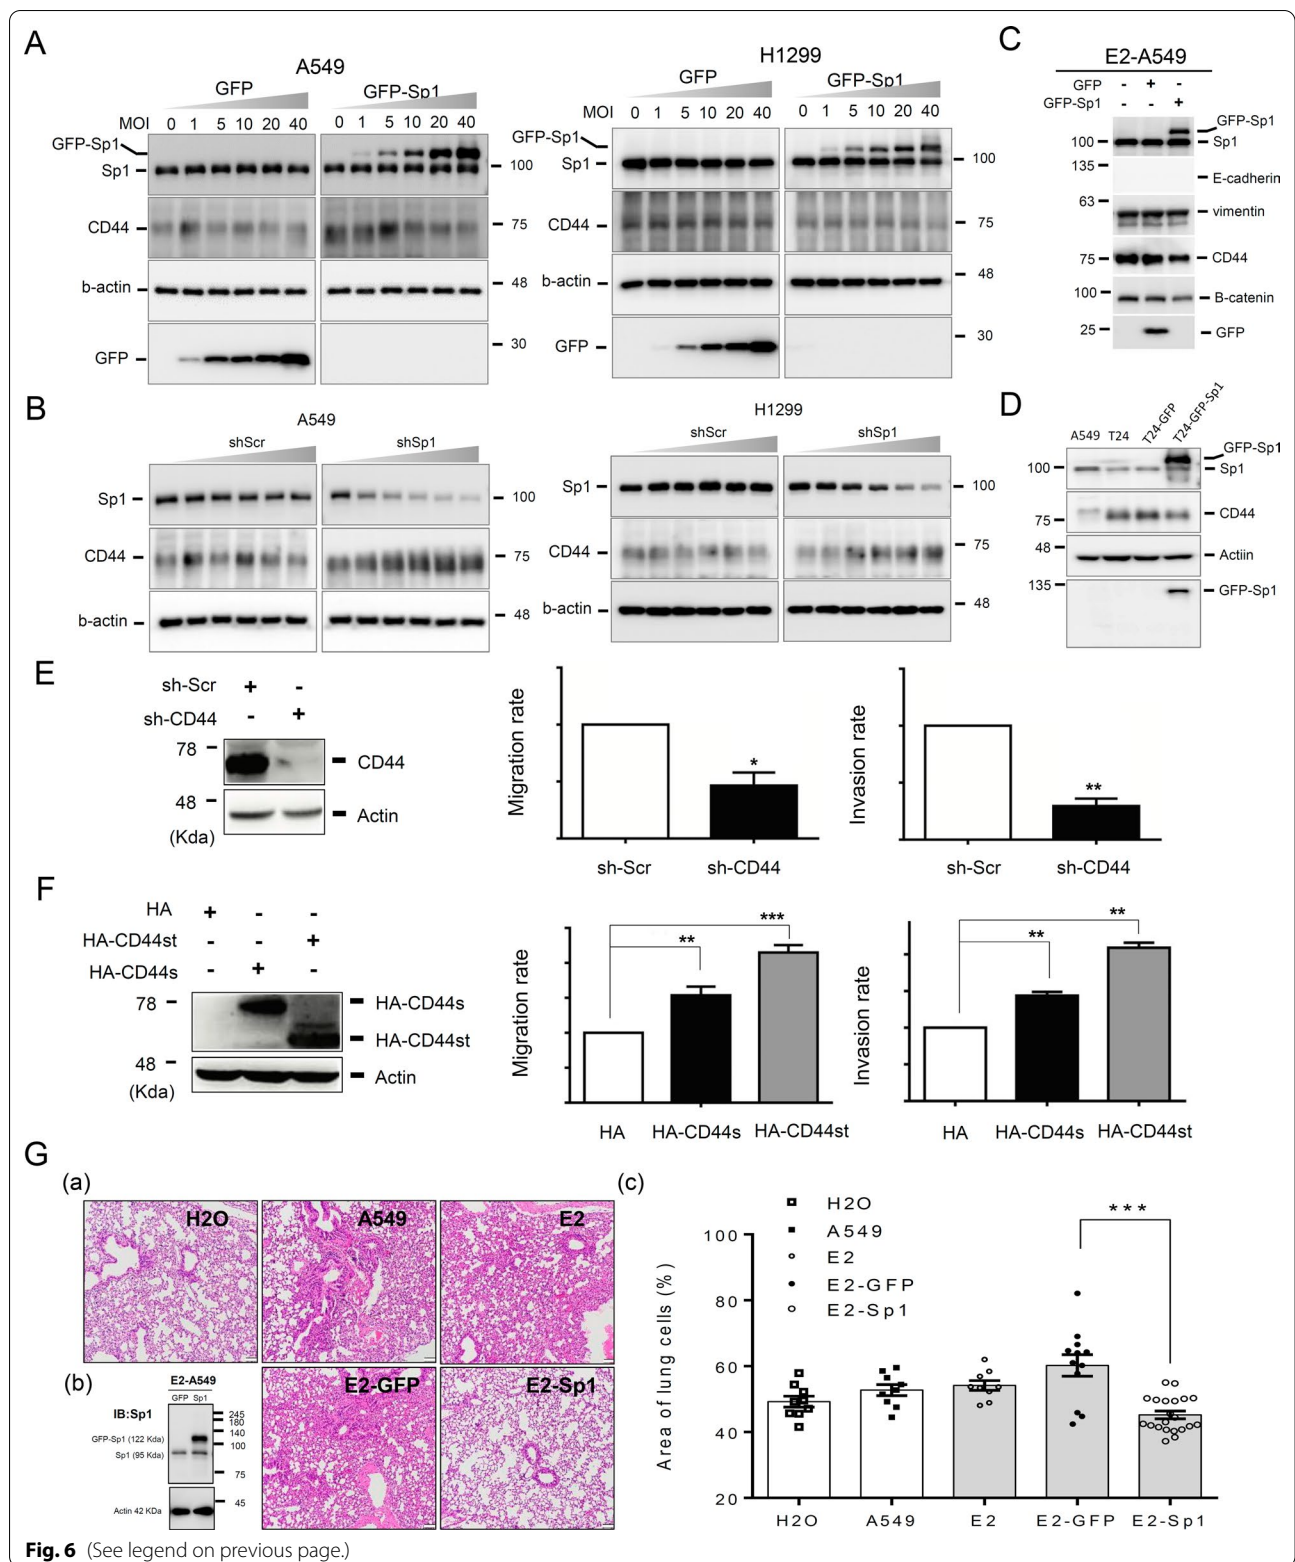 A
A549
GFP
GFP-Sp1
MOI 0 1 5 10 20 40 0 1 5 10 20 40
GFP-Sp1
Sp1
100
CD44
75
b-actin
48
GFP
30
H1299
GFP
GFP-Sp1
MOI 0 1 5 10 20 40 0 1 5 10 20 40
GFP-Sp1
Sp1
100
CD44
75
b-actin
48
GFP
30
C
E2-A549
GFP - + -
GFP-Sp1 - - +
GFP-Sp1
100 Sp1
135
E-cadherin
63
vimentin
75 CD44
100
B-catenin
25 GFP
B
A549
shScr shSp1
Sp1 100
CD44 75
b-actin 48
H1299
shScr shSp1
Sp1 100
CD44 75
b-actin 48
D
A549 T24 T24-GFP T24-GFP-Sp1
GFP-Sp1
100 Sp1
CD44
75
48
Actiin
135
GFP-Sp1
E
sh-Scr + -
sh-CD44 - +
78
CD44
48
Actin
(Kda)
Migration rate
*
sh-Scr sh-CD44
Invasion rate
**
sh-Scr sh-CD44
F
HA + - -
HA-CD44st - - +
HA-CD44s - + -
78 HA-CD44s
HA-CD44st
48
Actin
(Kda)
Migration rate
***
**
HA HA-CD44s HA-CD44st
Invasion rate
**
**
HA HA-CD44s HA-CD44st
G
(a)
H2O A549 E2
E2-GFP E2-Sp1
(b)
E2-A549
GFP Sp1
IB:Sp1
245
180
140
GFP-Sp1 (122 Kda)
100
Sp1 (95 Kda)
75
45
Actin 42 KDa
(c)
H2O
A549
E2
E2-GFP
E2-Sp1
***
Area of lung cells (%)
100
80
60
40
20
H2O A549 E2 E2-GFP E2-Sp1
Fig. 6 (See legend on previous page.)